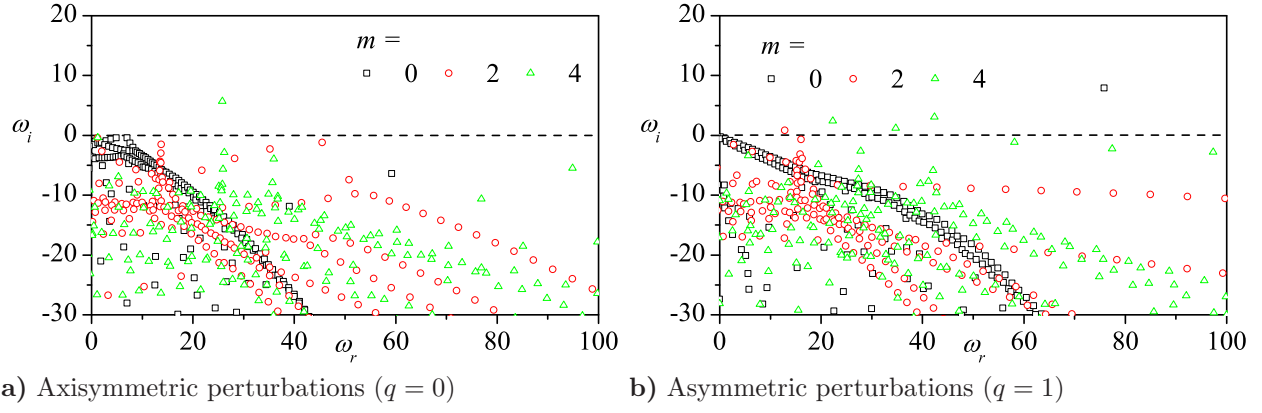 20
10
0
-10
-20
-30
ω_i
m =
0 2 4
0 20 40 60 80 100
ω_r
a) Axisymmetric perturbations (q = 0)
20
10
0
-10
-20
-30
ω_i
m =
0 2 4
0 20 40 60 80 100
ω_r
b) Asymmetric perturbations (q = 1)